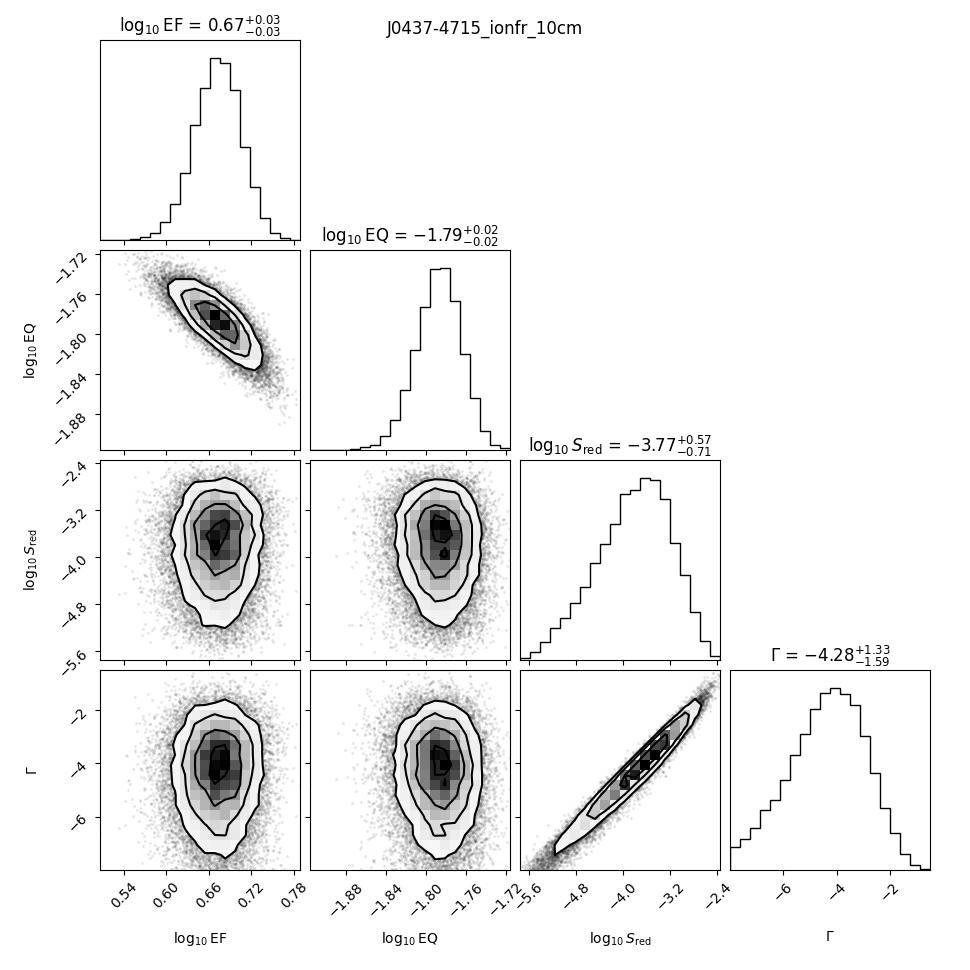 log₁₀ EF = 0.67 +0.03 −0.03
J0437-4715_ionfr_10cm
log₁₀ EQ = −1.79 +0.02 −0.02
−1.72
−1.76
−1.80
−1.84
−1.88
log₁₀ EQ
log₁₀ S_red = −3.77 +0.57 −0.71
−2.4
−3.2
−4.0
−4.8
−5.6
log₁₀ S_red
Γ = −4.28 +1.33 −1.59
−2
−4
−6
Γ
0.54 0.60 0.66 0.72 0.78
−1.88 −1.84 −1.80 −1.76 −1.72
−5.6 −4.8 −4.0 −3.2 −2.4
−6 −4 −2
log₁₀ EF log₁₀ EQ log₁₀ S_red Γ